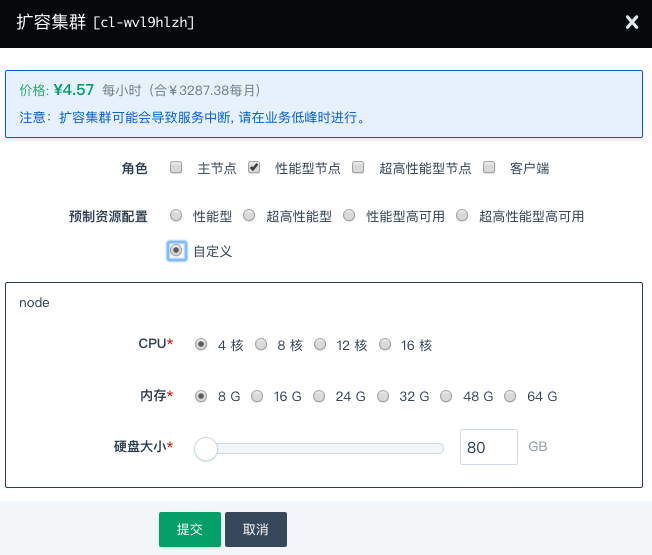 扩容集群 [cl-wvl9hlzh]
价格: ¥4.57 每小时 (合¥3287.38每月)
注意：扩容集群可能会导致服务中断, 请在业务低峰时进行。
角色 主节点 性能型节点 超高性能型节点 客户端
预制资源配置 性能型 超高性能型 性能型高可用 超高性能型高可用
自定义
node
CPU* 4 核 8 核 12 核 16 核
内存* 8 G 16 G 24 G 32 G 48 G 64 G
硬盘大小* 80 GB
提交 取消